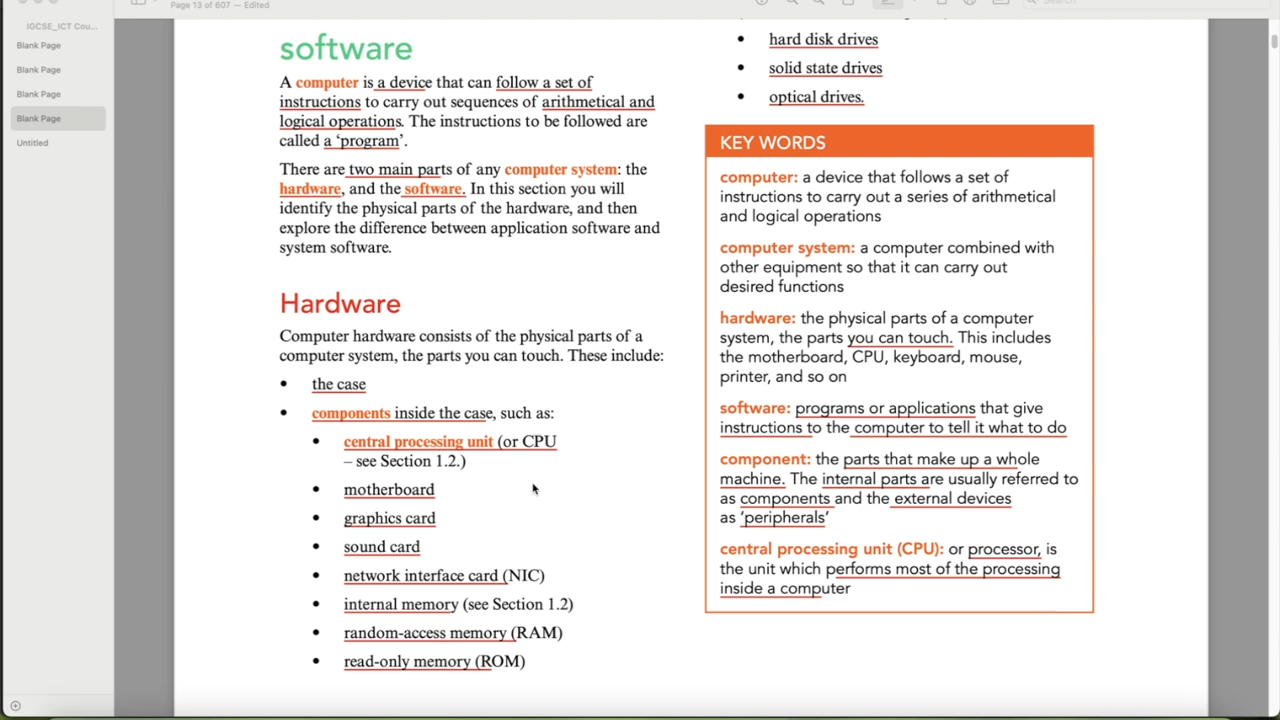 Page 13 of 607 — Edited
Search
IGCSE_ICT Cou...
Blank Page
Blank Page
Blank Page
Blank Page
Untitled
software
A computer is a device that can follow a set of
instructions to carry out sequences of arithmetical and
logical operations. The instructions to be followed are
called a ‘program’.
There are two main parts of any computer system: the
hardware, and the software. In this section you will
identify the physical parts of the hardware, and then
explore the difference between application software and
system software.
Hardware
Computer hardware consists of the physical parts of a
computer system, the parts you can touch. These include:
• the case
• components inside the case, such as:
• central processing unit (or CPU
– see Section 1.2.)
• motherboard
• graphics card
• sound card
• network interface card (NIC)
• internal memory (see Section 1.2)
• random-access memory (RAM)
• read-only memory (ROM)
• hard disk drives
• solid state drives
• optical drives.
KEY WORDS
computer: a device that follows a set of
instructions to carry out a series of arithmetical
and logical operations
computer system: a computer combined with
other equipment so that it can carry out
desired functions
hardware: the physical parts of a computer
system, the parts you can touch. This includes
the motherboard, CPU, keyboard, mouse,
printer, and so on
software: programs or applications that give
instructions to the computer to tell it what to do
component: the parts that make up a whole
machine. The internal parts are usually referred to
as components and the external devices
as ‘peripherals’
central processing unit (CPU): or processor, is
the unit which performs most of the processing
inside a computer